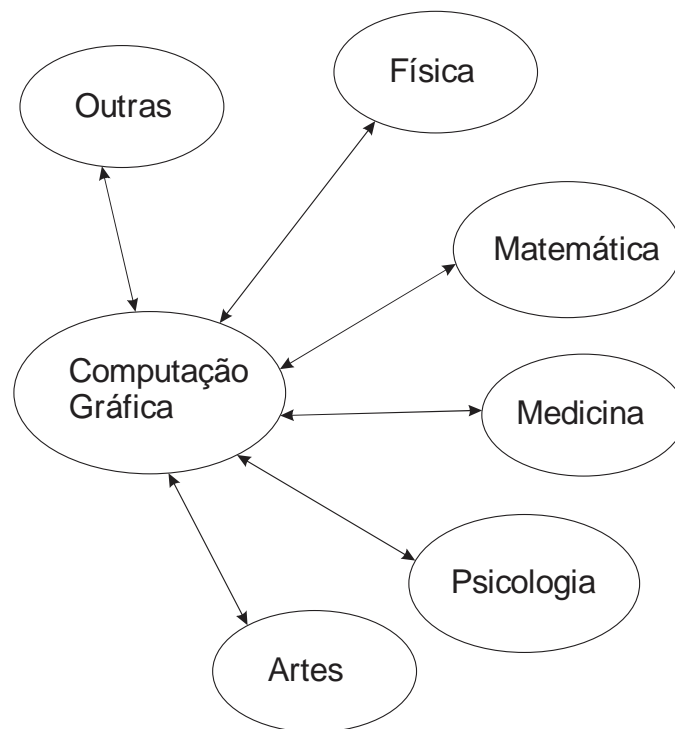 Física
Outras
Matemática
Computação
Gráfica
Medicina
Psicologia
Artes